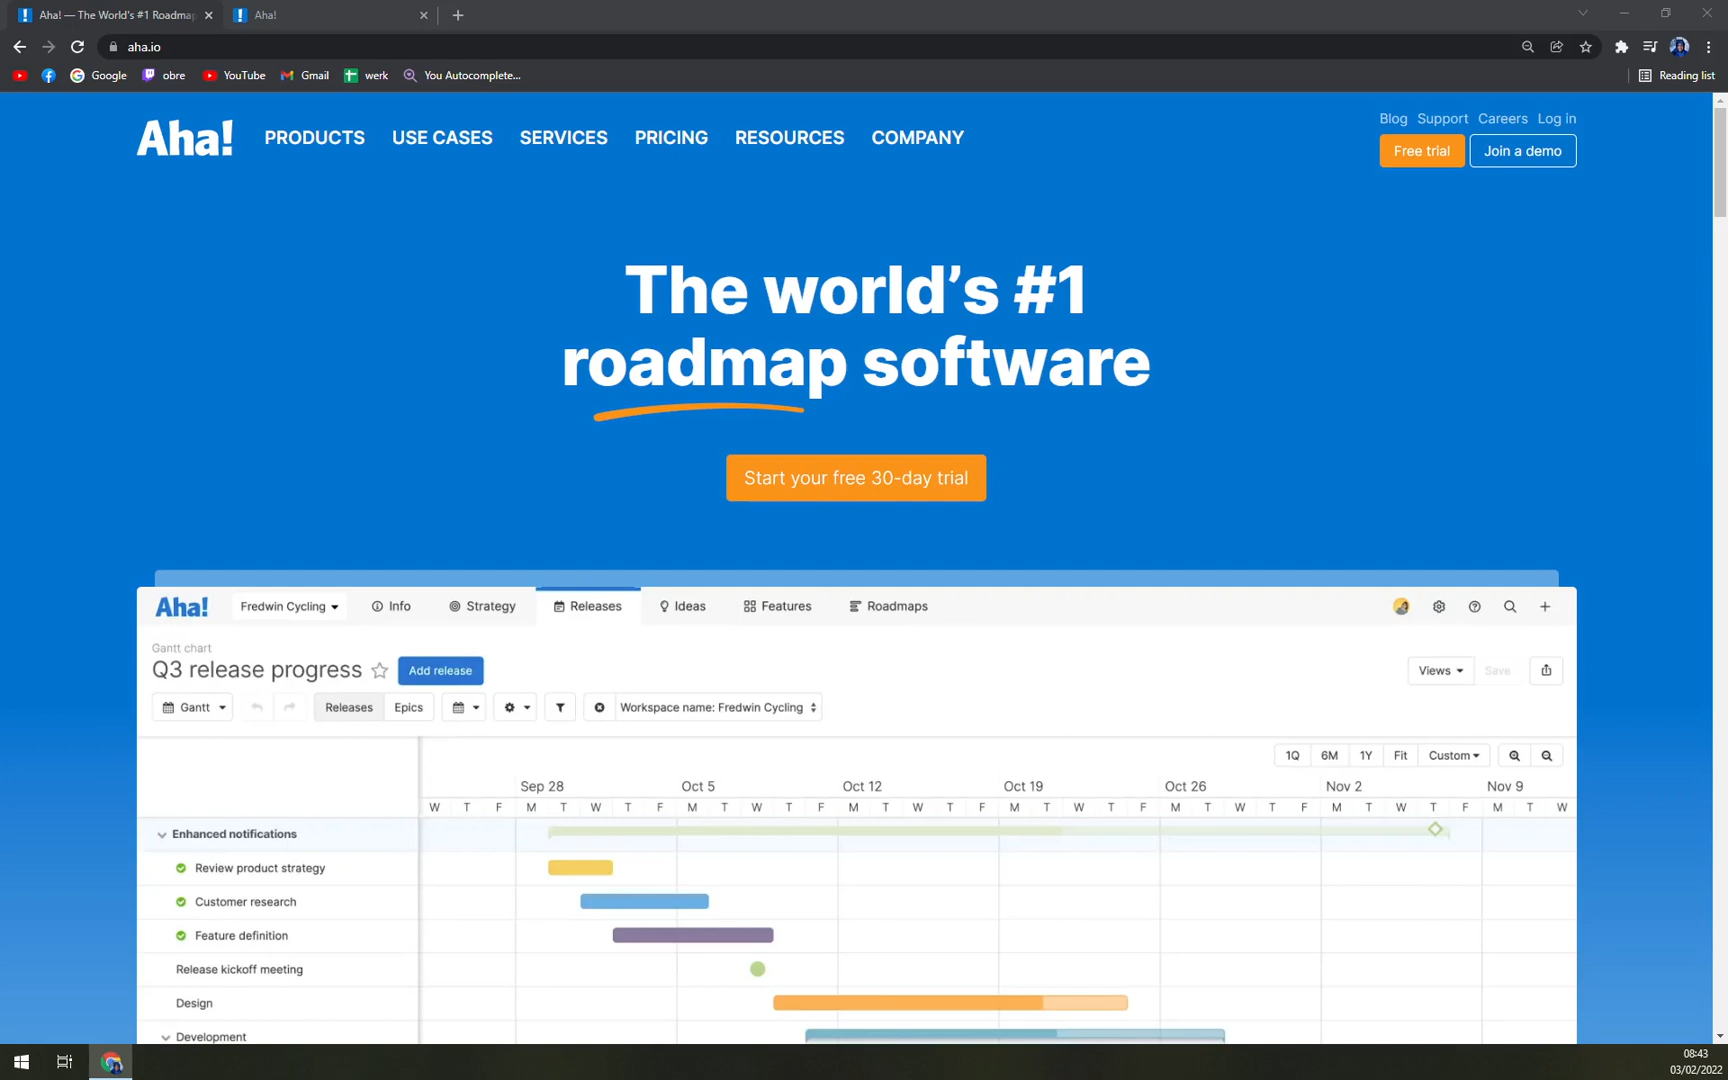 Aha! — The World's #1 Roadmap
Aha!
aha.io
Google
obre
YouTube
Gmail
werk
You Autocomplete...
Reading list
Blog Support Careers Log in
Aha! PRODUCTS USE CASES SERVICES PRICING RESOURCES COMPANY
Free trial Join a demo
The world's #1
roadmap software
Start your free 30-day trial
Aha! Fredwin Cycling Info Strategy Releases Ideas Features Roadmaps
Gantt chart
Q3 release progress Add release Views Save
Gantt Releases Epics Workspace name: Fredwin Cycling
1Q 6M 1Y Fit Custom
Sep 28 Oct 5 Oct 12 Oct 19 Oct 26 Nov 2 Nov 9
W T F M T W T F M T W T F M T W T F M T W T F M T W T F M T W T F M T W
Enhanced notifications
Review product strategy
Customer research
Feature definition
Release kickoff meeting
Design
Development
08:43
03/02/2022